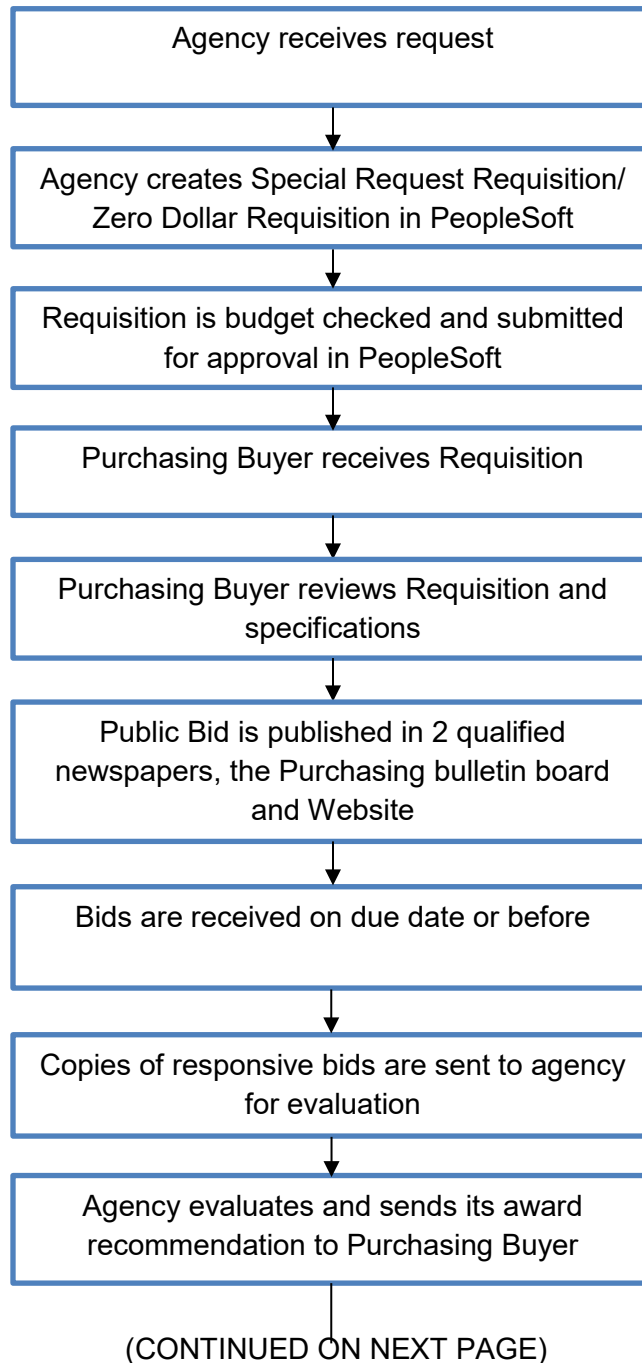 Agency receives request
Agency creates Special Request Requisition/
Zero Dollar Requisition in PeopleSoft
Requisition is budget checked and submitted
for approval in PeopleSoft
Purchasing Buyer receives Requisition
Purchasing Buyer reviews Requisition and
specifications
Public Bid is published in 2 qualified
newspapers, the Purchasing bulletin board
and Website
Bids are received on due date or before
Copies of responsive bids are sent to agency
for evaluation
Agency evaluates and sends its award
recommendation to Purchasing Buyer
(CONTINUED ON NEXT PAGE)